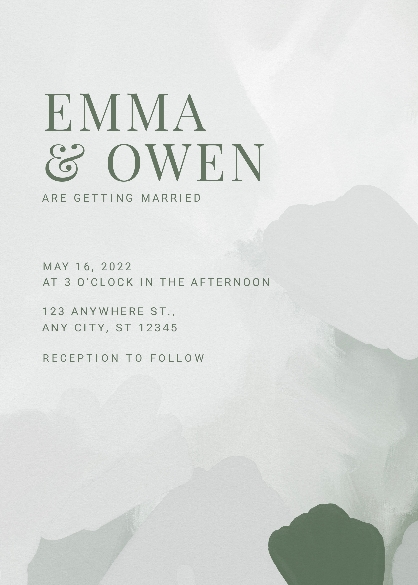 EMMA
& OWEN
ARE GETTING MARRIED
MAY 16, 2022
AT 3 O'CLOCK IN THE AFTERNOON
123 ANYWHERE ST.,
ANY CITY, ST 12345
RECEPTION TO FOLLOW